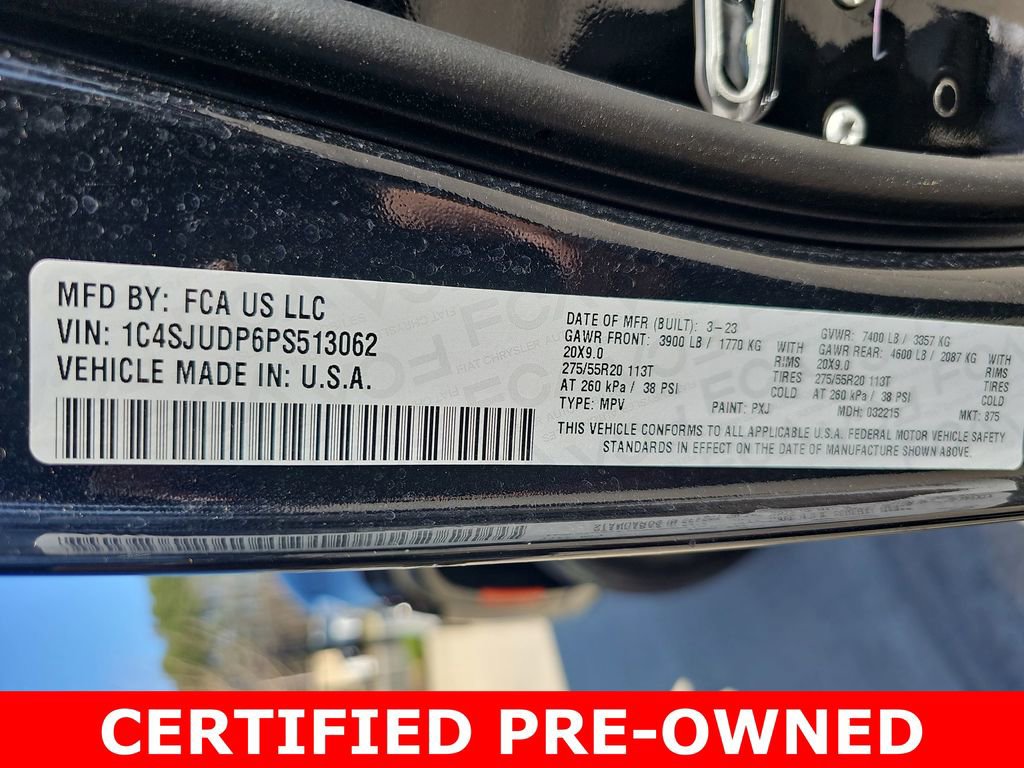 MFD BY: FCA US LLC
VIN: 1C4SJUDP6PS513062
VEHICLE MADE IN: U.S.A.
DATE OF MFR (BUILT): 3-23
GAWR FRONT: 3900 LB / 1770 KG WITH
20X9.0 RIMS
275/55R20 113T TIRES
AT 260 kPa / 38 PSI COLD
TYPE: MPV PAINT: PXJ
GVWR: 7400 LB / 3357 KG
GAWR REAR: 4600 LB / 2087 KG WITH
20X9.0 RIMS
275/55R20 113T TIRES
AT 260 kPa / 38 PSI COLD
MDH: 032215 MKT: 875
THIS VEHICLE CONFORMS TO ALL APPLICABLE U.S.A. FEDERAL MOTOR VEHICLE SAFETY
STANDARDS IN EFFECT ON THE DATE OF MANUFACTURE SHOWN ABOVE.
CERTIFIED PRE-OWNED